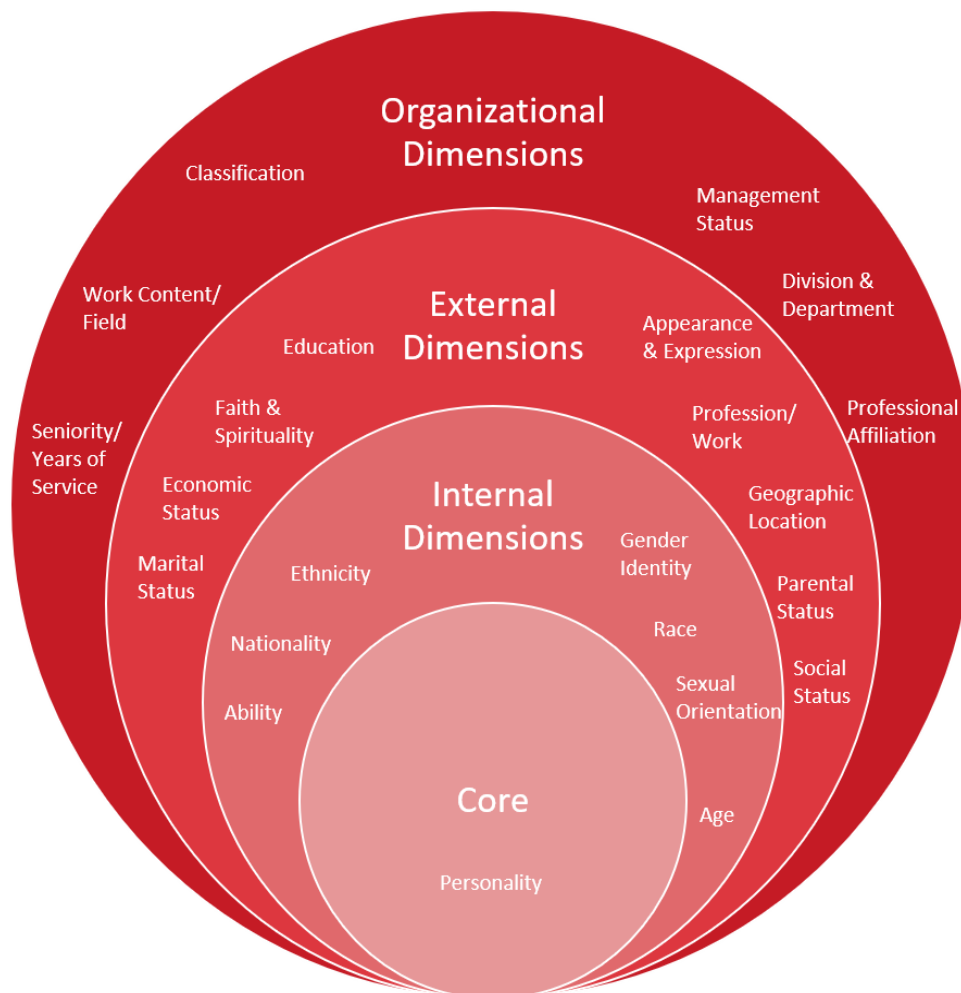 Organizational
Dimensions
Classification
Management
Status
Work Content/
Field
Division &
Department
Seniority/
Years of
Service
Professional
Affiliation
External
Dimensions
Education
Appearance
& Expression
Faith &
Spirituality
Profession/
Work
Economic
Status
Geographic
Location
Marital
Status
Parental
Status
Social
Status
Internal
Dimensions
Ethnicity
Gender
Identity
Nationality
Race
Ability
Sexual
Orientation
Age
Core
Personality